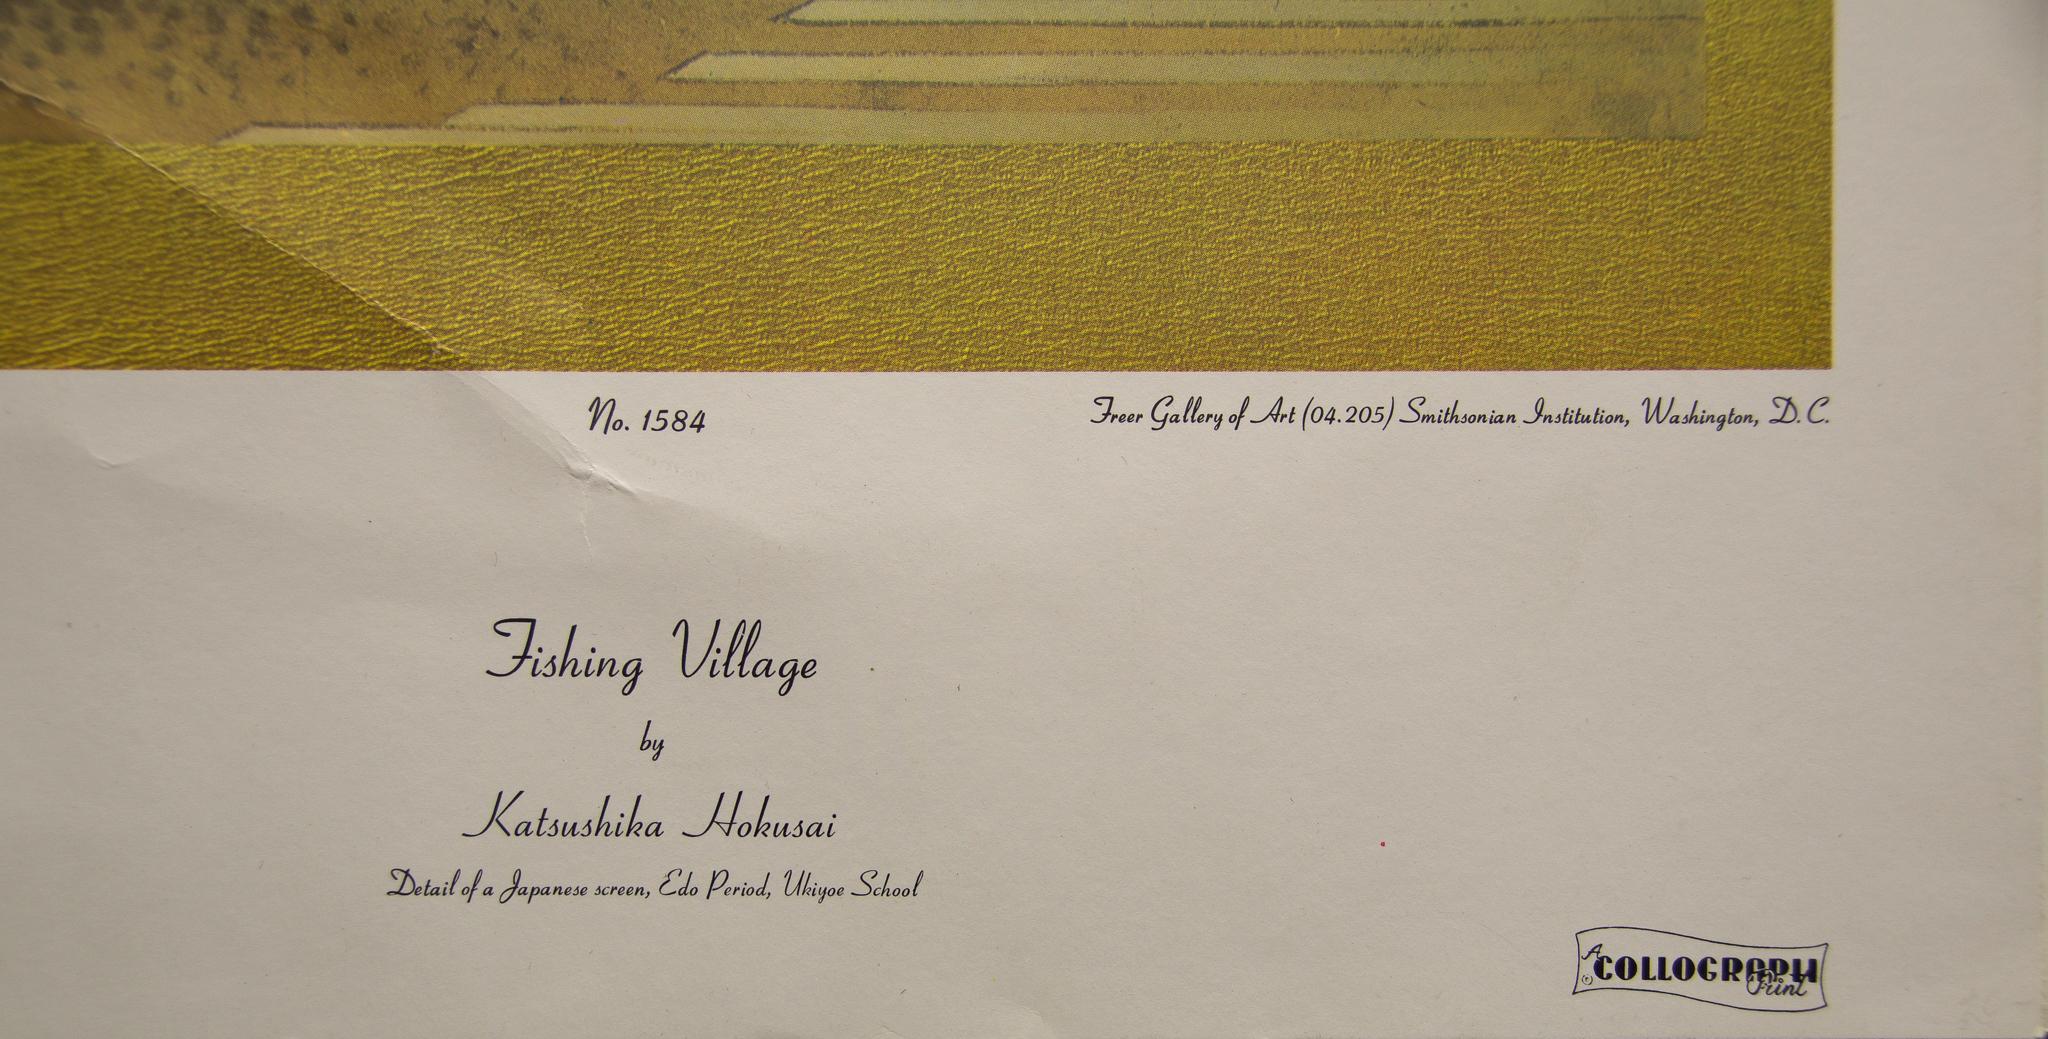 No. 1584
Freer Gallery of Art (04.205) Smithsonian Institution, Washington, D.C.
Fishing Village
by
Katsushika Hokusai
Detail of a Japanese screen, Edo Period, Ukiyoe School
A
© COLLOGRAPH
Print